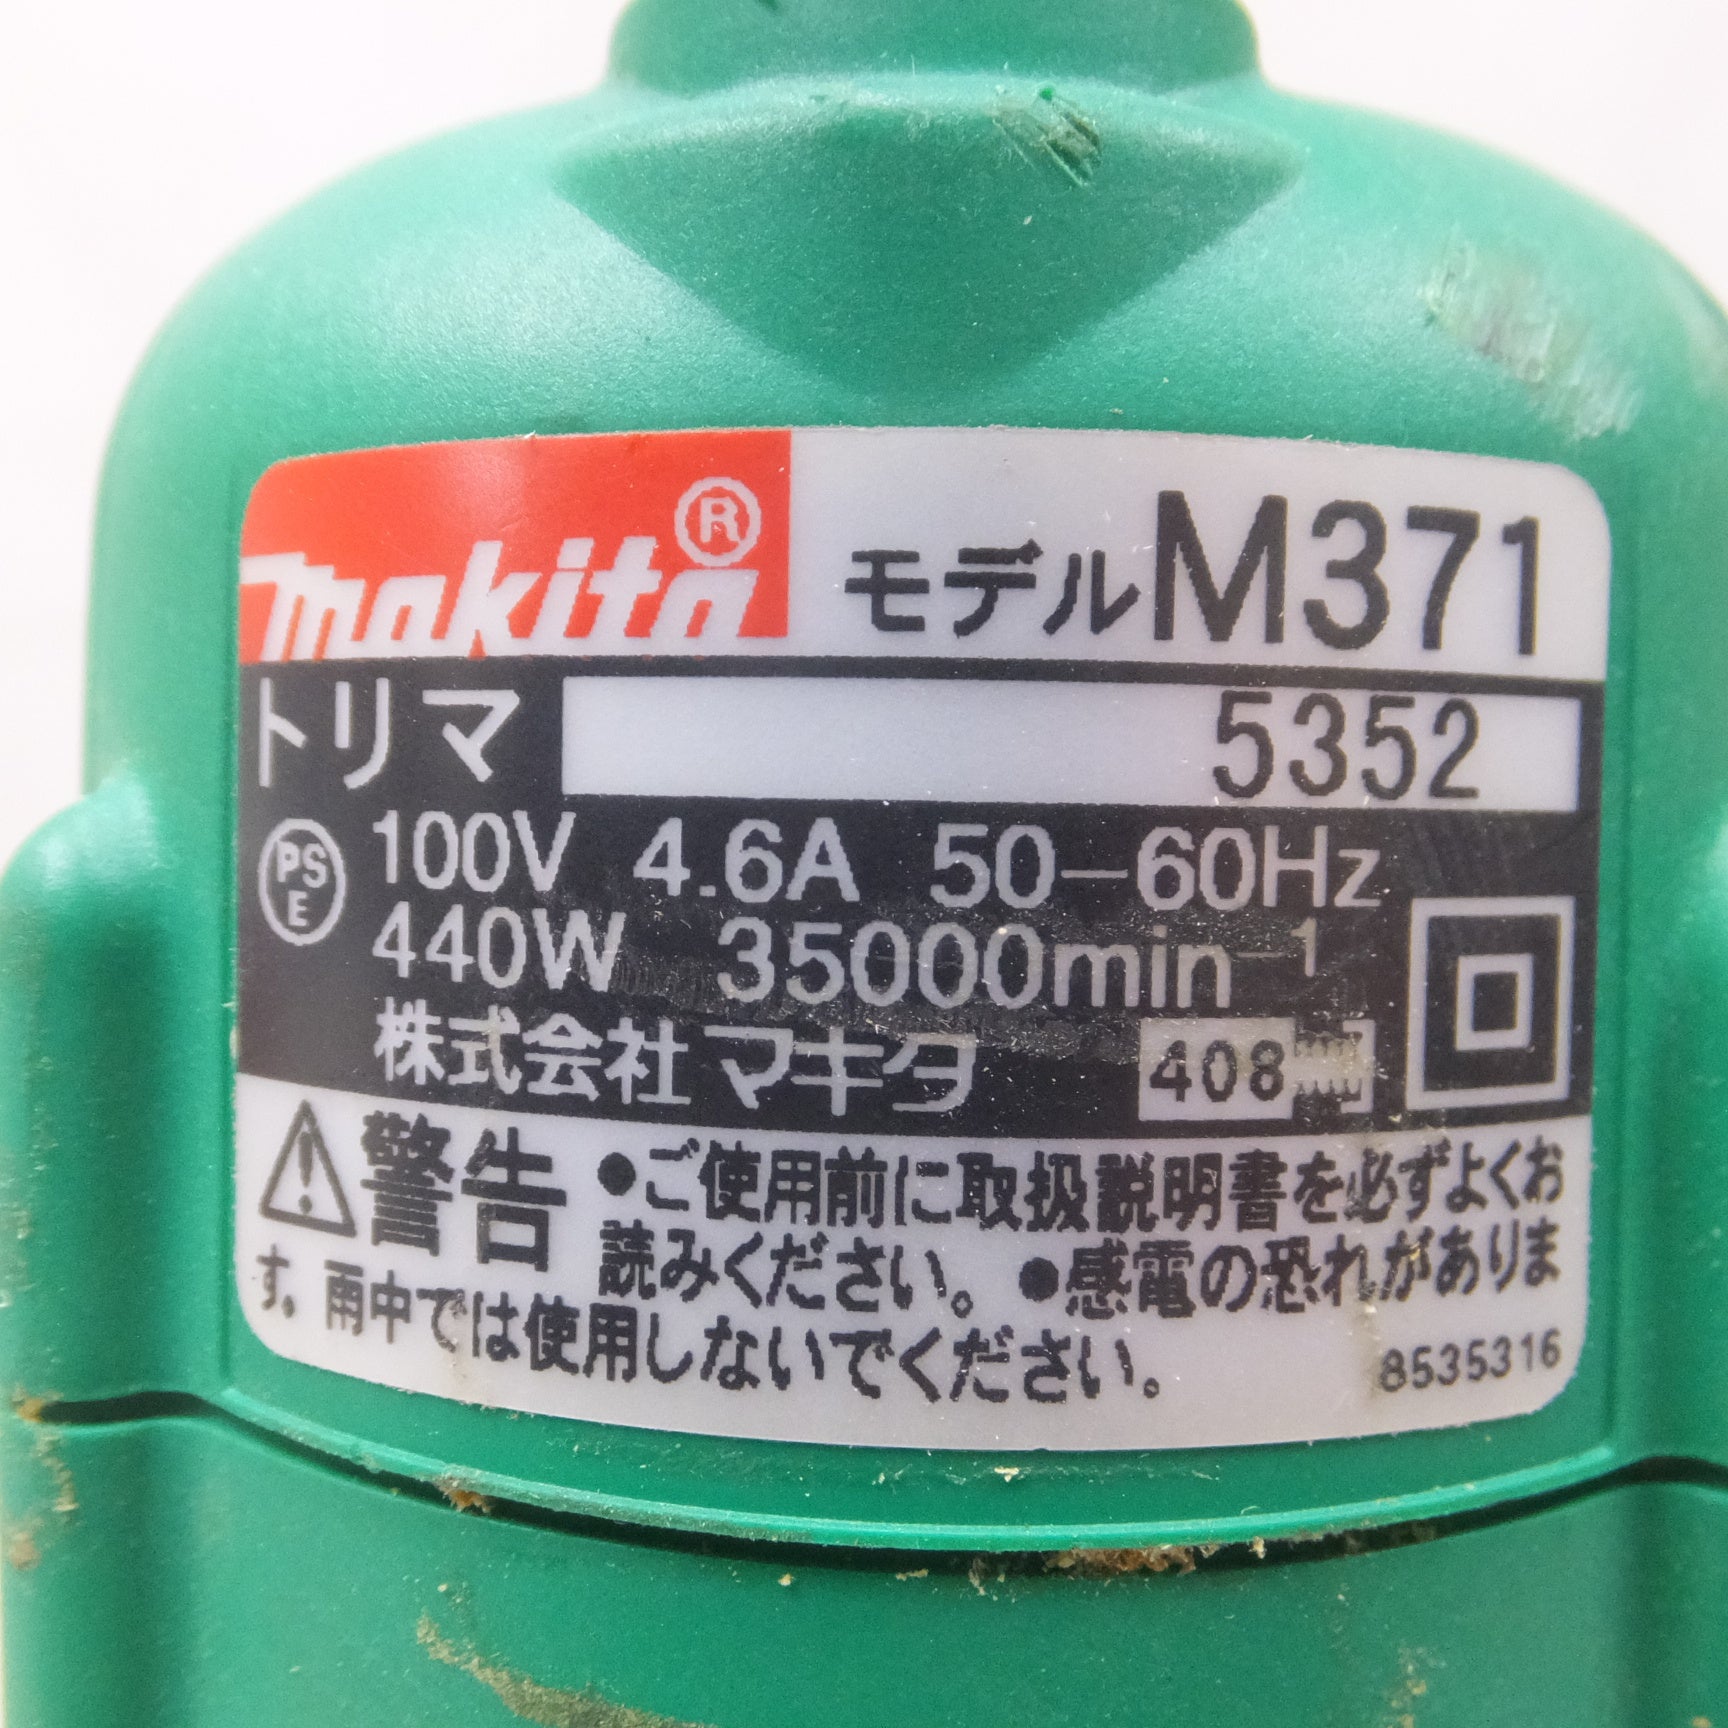 makita®
モデルM371
トリマ 5352
PSE 100V 4.6A 50-60Hz
440W 35000min⁻¹
株式会社マキタ 408
警告 ●ご使用前に取扱説明書を必ずよくお
読みください。●感電の恐れがありま
す。雨中では使用しないでください。
8535316